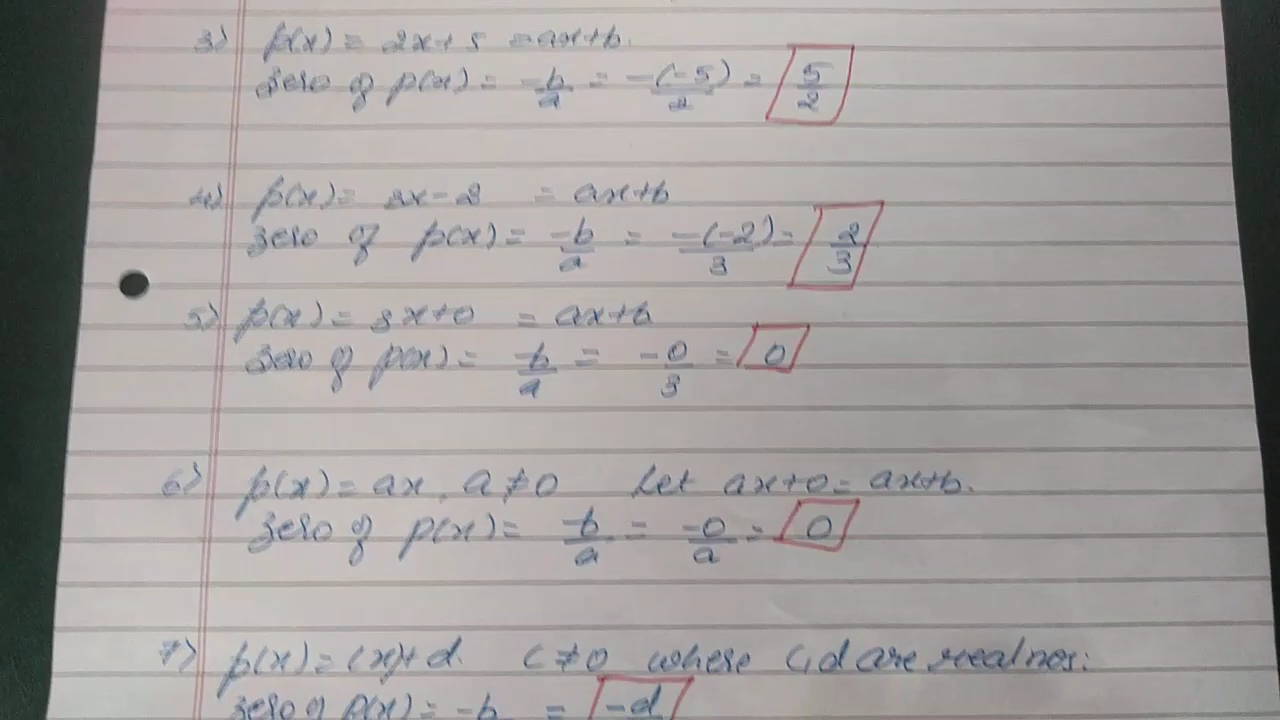 3) p(x) = 2x+5 = ax+b.
zero of p(x) = -b/a = -(-5)/2 = 5/2
4) p(x) = 3x-2 = ax+b
zero of p(x) = -b/a = -(-2)/3 = 2/3
5) p(x) = 3x+0 = ax+b
zero of p(x) = -b/a = -0/3 = 0
6) p(x) = ax, a≠0 Let ax+0 = ax+b.
zero of p(x) = -b/a = -0/a = 0
7) p(x) = (x)+d. c≠0 where c,d are real nos:
zero of p(x) = -b = -d